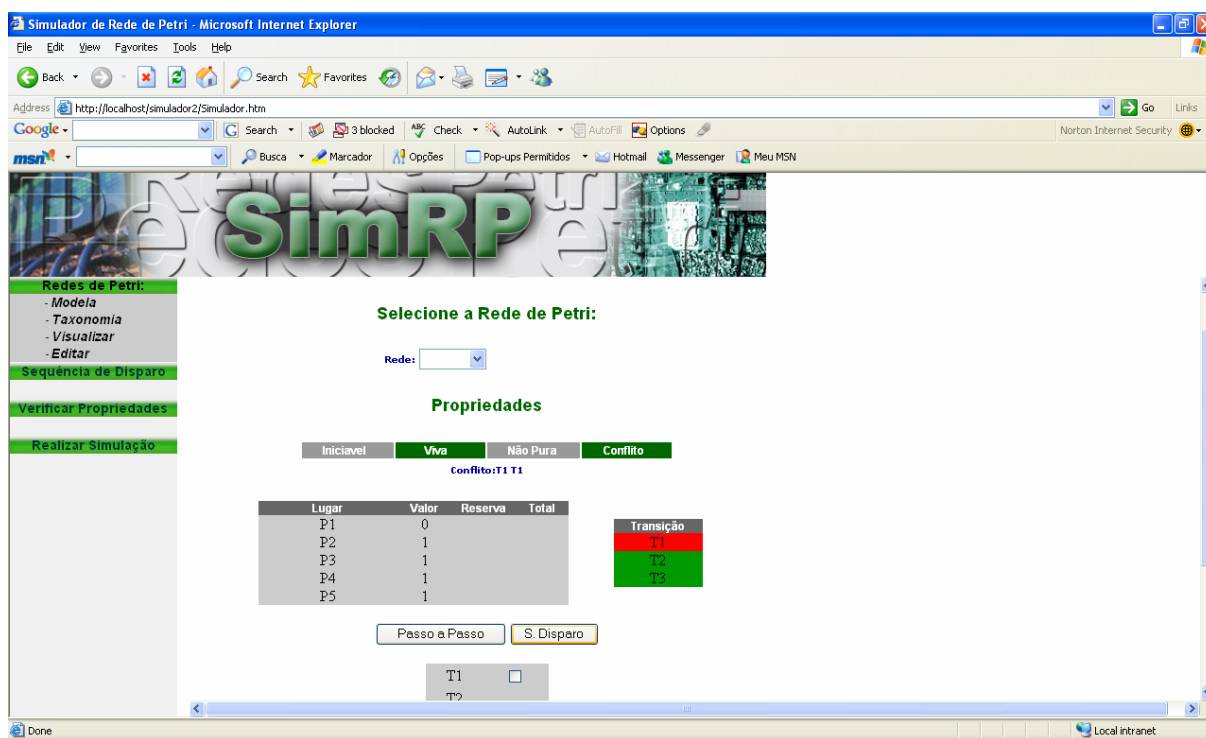 Simulador de Rede de Petri - Microsoft Internet Explorer
File Edit View Favorites Tools Help
Back Search Favorites
Address http://localhost/simulador2/Simulador.htm Go Links
Google Search 3 blocked ABC Check AutoLink AutoFill Options Norton Internet Security
msn Busca Marcador Opções Pop-ups Permitidos Hotmail Messenger Meu MSN
SimRP
Redes de Petri:
- Modela
- Taxonomia
- Visualizar
- Editar
Sequência de Disparo
Verificar Propriedades
Realizar Simulação
Selecione a Rede de Petri:
Rede:
Propriedades
Iniciavel Viva Não Pura Conflito
Conflito:T1 T1
Lugar Valor Reserva Total
P1 0
P2 1
P3 1
P4 1
P5 1
Transição
T1
T2
T3
Passo a Passo S. Disparo
T1
T2
Done Local intranet